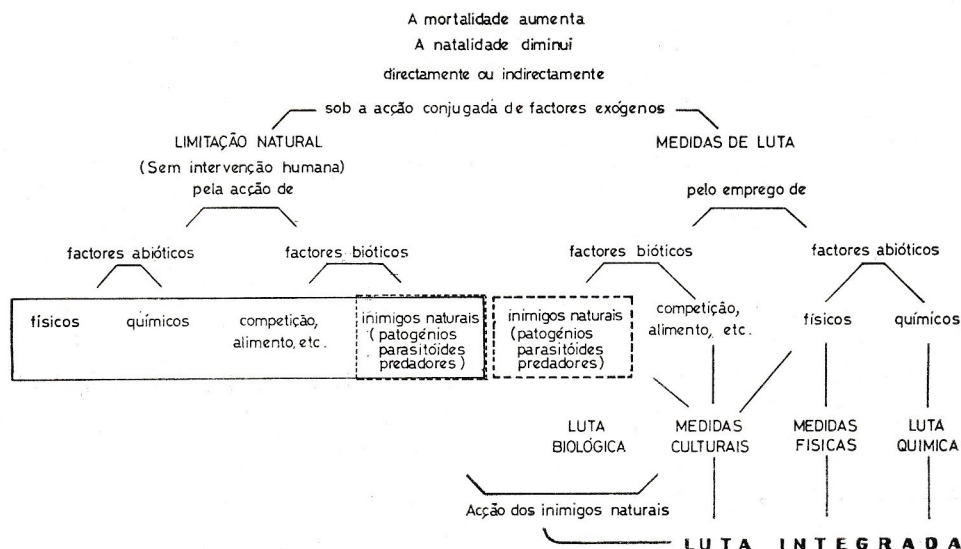 A mortalidade aumenta
A natalidade diminui
directamente ou indirectamente
sob a acção conjugada de factores exógenos
LIMITAÇÃO NATURAL
(Sem intervenção humana)
pela acção de
MEDIDAS DE LUTA
pelo emprego de
factores abióticos
factores bióticos
factores bióticos
factores abióticos
físicos
químicos
competição,
alimento, etc.
inimigos naturais
(patogénios
parasitóides
predadores)
inimigos naturais
(patogénios
parasitóides
predadores)
competição,
alimento, etc.
físicos
químicos
LUTA
BIOLÓGICA
MEDIDAS
CULTURAIS
MEDIDAS
FISICAS
LUTA
QUIMICA
Acção dos inimigos naturais
LUTA INTEGRADA